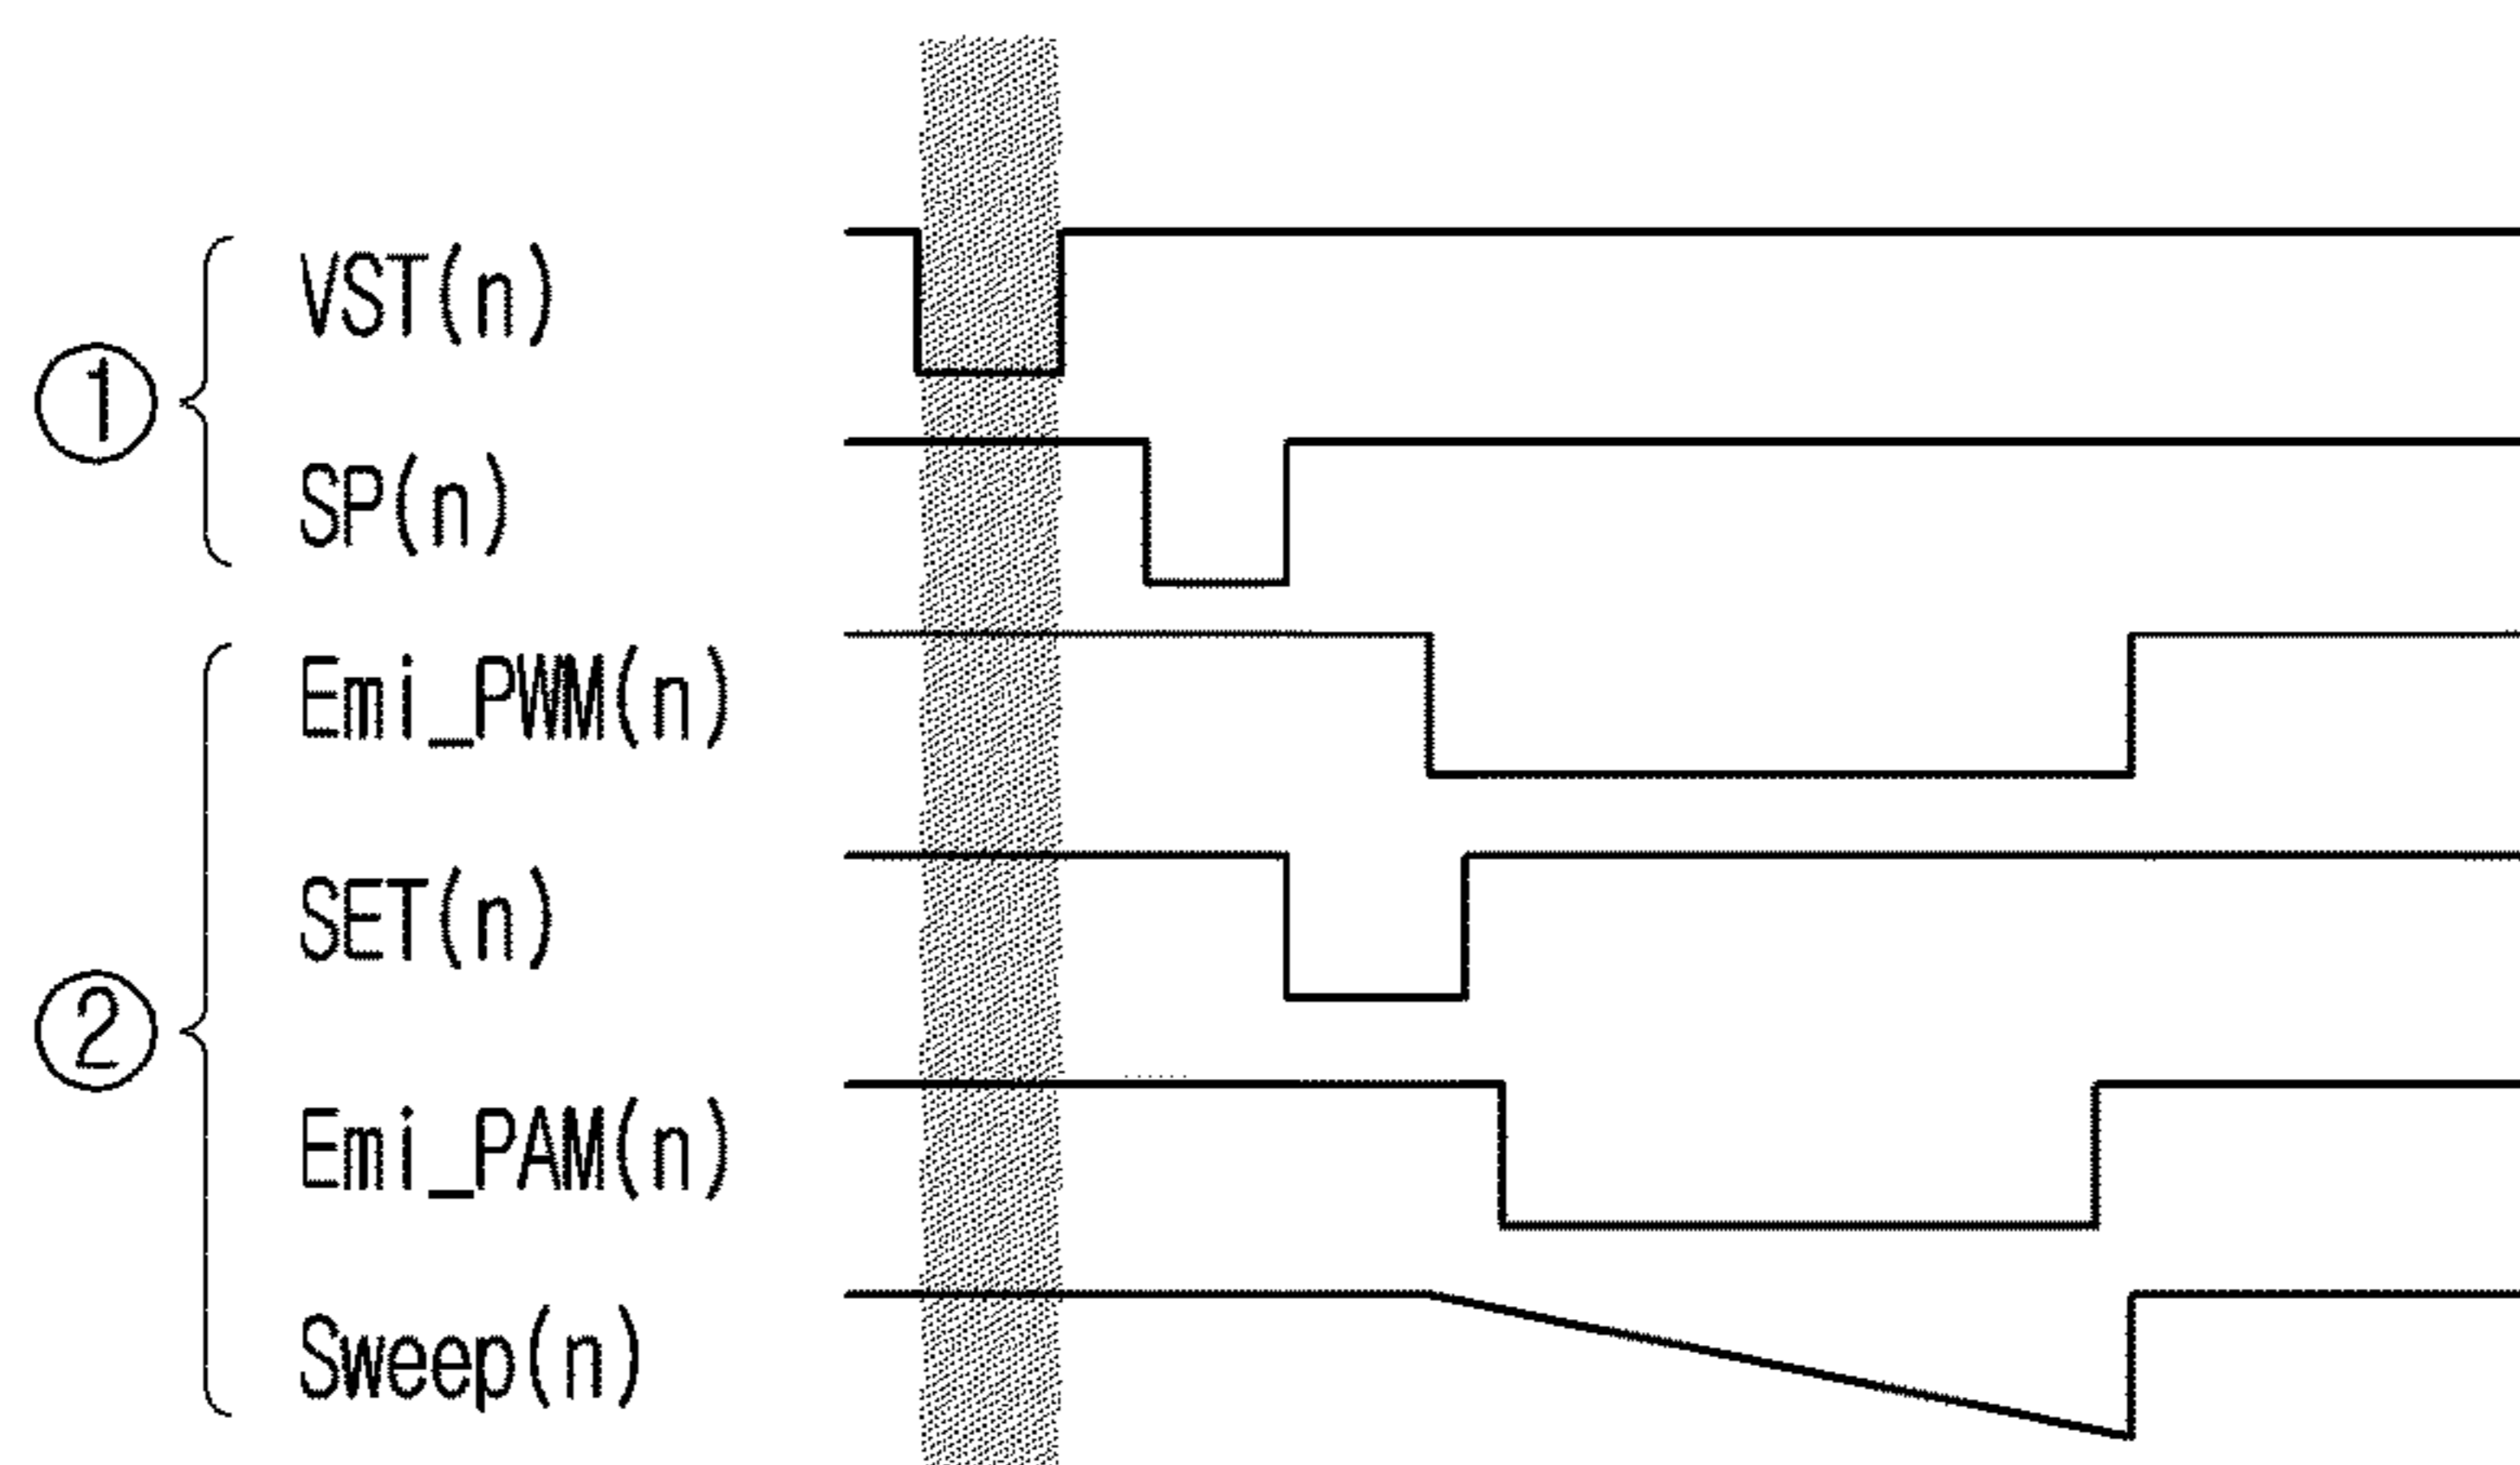 ①
VST(n)
SP(n)
②
Emi_PWM(n)
SET(n)
Emi_PAM(n)
Sweep(n)